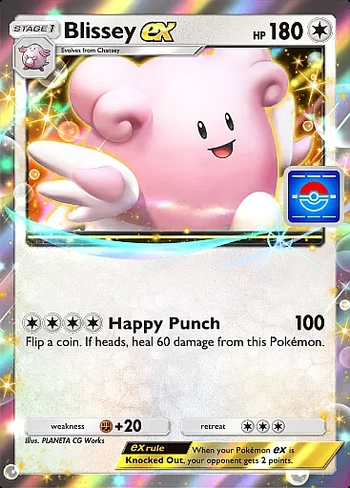 STAGE 1 Blissey ex HP 180
Evolves from Chansey
Happy Punch 100
Flip a coin. If heads, heal 60 damage from this Pokémon.
weakness +20 retreat
Illus. PLANETA CG Works
ex rule When your Pokémon ex is
Knocked Out, your opponent gets 2 points.